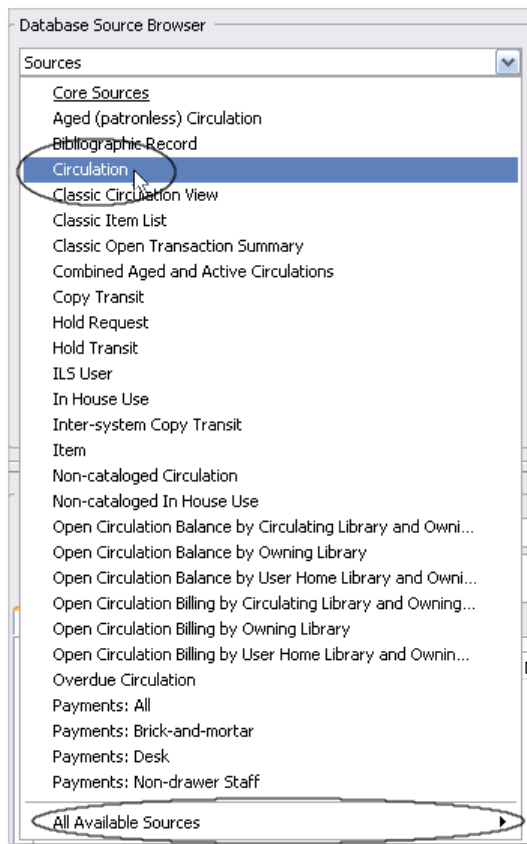 Database Source Browser
Sources
Core Sources
Aged (patronless) Circulation
Bibliographic Record
Circulation
Classic Circulation View
Classic Item List
Classic Open Transaction Summary
Combined Aged and Active Circulations
Copy Transit
Hold Request
Hold Transit
ILS User
In House Use
Inter-system Copy Transit
Item
Non-cataloged Circulation
Non-cataloged In House Use
Open Circulation Balance by Circulating Library and Owni...
Open Circulation Balance by Owning Library
Open Circulation Balance by User Home Library and Owni...
Open Circulation Billing by Circulating Library and Owning...
Open Circulation Billing by Owning Library
Open Circulation Billing by User Home Library and Ownin...
Overdue Circulation
Payments: All
Payments: Brick-and-mortar
Payments: Desk
Payments: Non-drawer Staff
All Available Sources